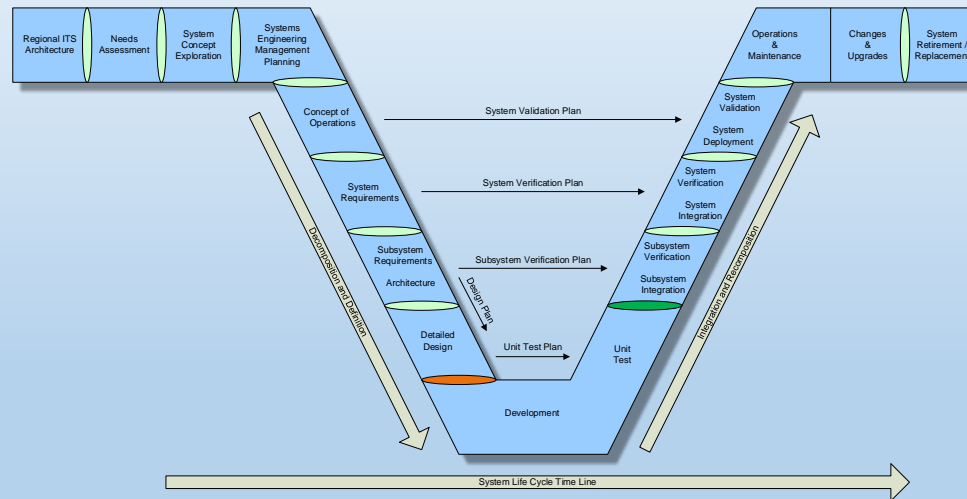 Regional ITS
Architecture
Needs
Assessment
System
Concept
Exploration
Systems
Engineering
Management
Planning
Operations
&
Maintenance
Changes
&
Upgrades
System
Retirement /
Replacement
Concept of
Operations
System Validation Plan
System
Validation
System
Deployment
System
Requirements
System Verification Plan
System
Verification
System
Integration
Subsystem
Requirements
Architecture
Subsystem Verification Plan
Subsystem
Verification
Subsystem
Integration
Design Plan
Detailed
Design
Unit Test Plan
Unit
Test
Development
Decomposition and Definition
Integration and Recomposition
System Life Cycle Time Line